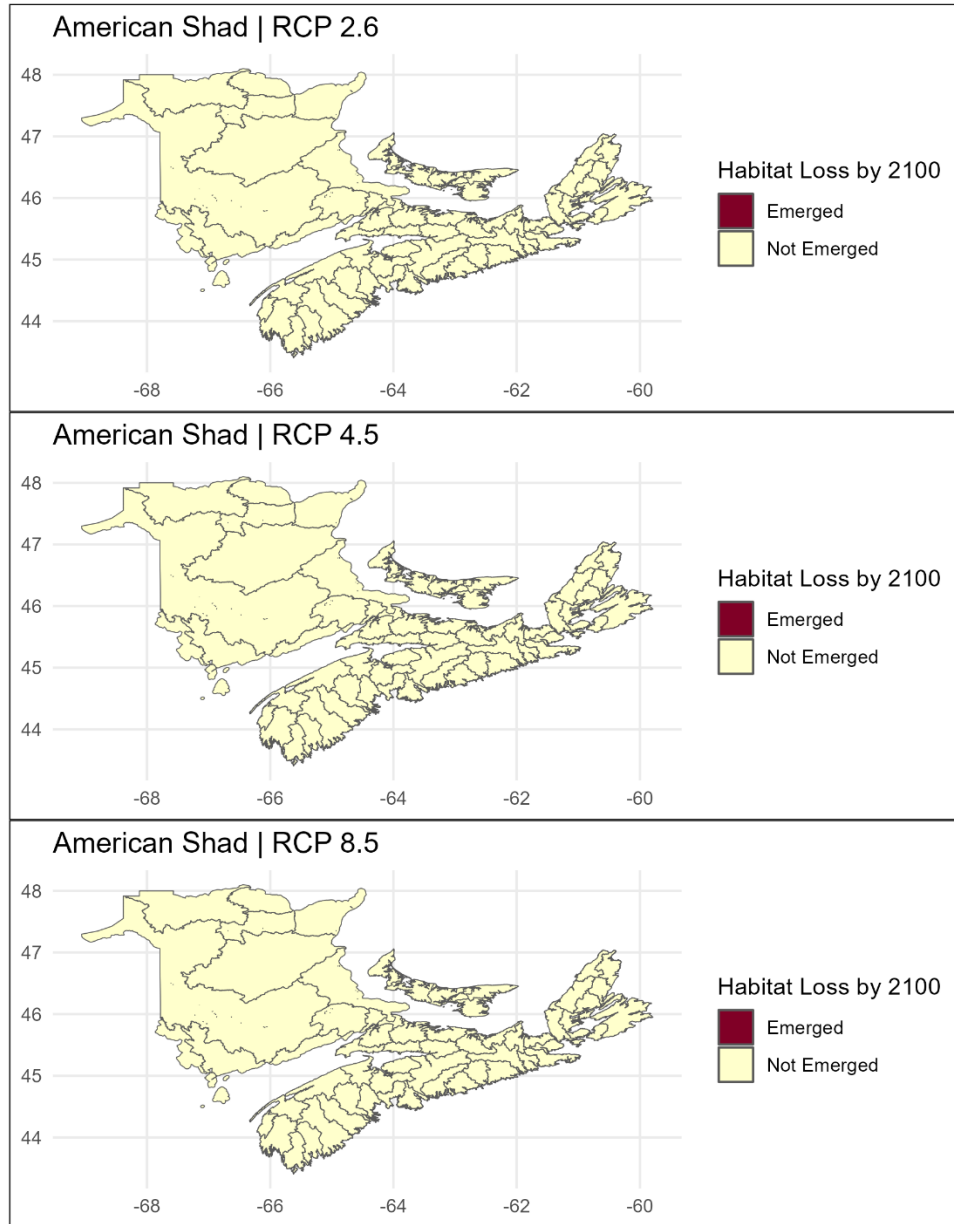 American Shad | RCP 2.6
48
47
46
45
44
-68
-66
-64
-62
-60
Habitat Loss by 2100
Emerged
Not Emerged
American Shad | RCP 4.5
48
47
46
45
44
-68
-66
-64
-62
-60
Habitat Loss by 2100
Emerged
Not Emerged
American Shad | RCP 8.5
48
47
46
45
44
-68
-66
-64
-62
-60
Habitat Loss by 2100
Emerged
Not Emerged